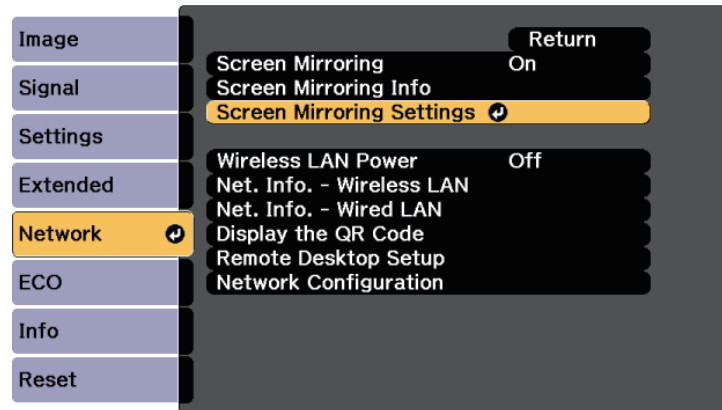 Image
Signal
Settings
Extended
Network
ECO
Info
Reset
Return
Screen Mirroring On
Screen Mirroring Info
Screen Mirroring Settings
Wireless LAN Power Off
Net. Info. - Wireless LAN
Net. Info. - Wired LAN
Display the QR Code
Remote Desktop Setup
Network Configuration